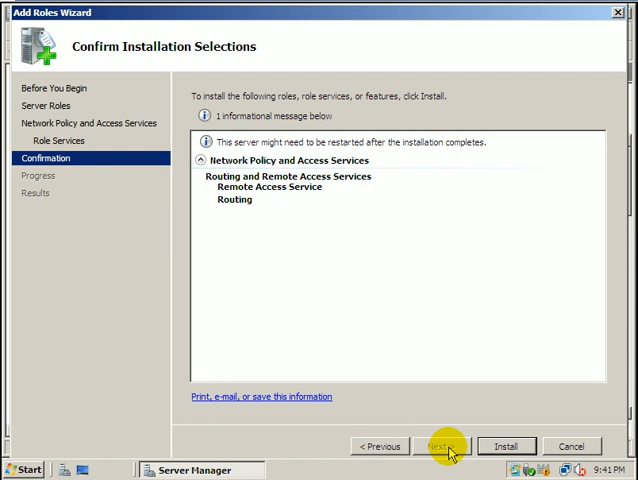 Add Roles Wizard
Confirm Installation Selections
Before You Begin
Server Roles
Network Policy and Access Services
Role Services
Confirmation
Progress
Results
To install the following roles, role services, or features, click Install.
1 informational message below
This server might need to be restarted after the installation completes.
Network Policy and Access Services
Routing and Remote Access Services
Remote Access Service
Routing
Print, e-mail, or save this information
< Previous
Next >
Install
Cancel
Start
Server Manager
9:41 PM